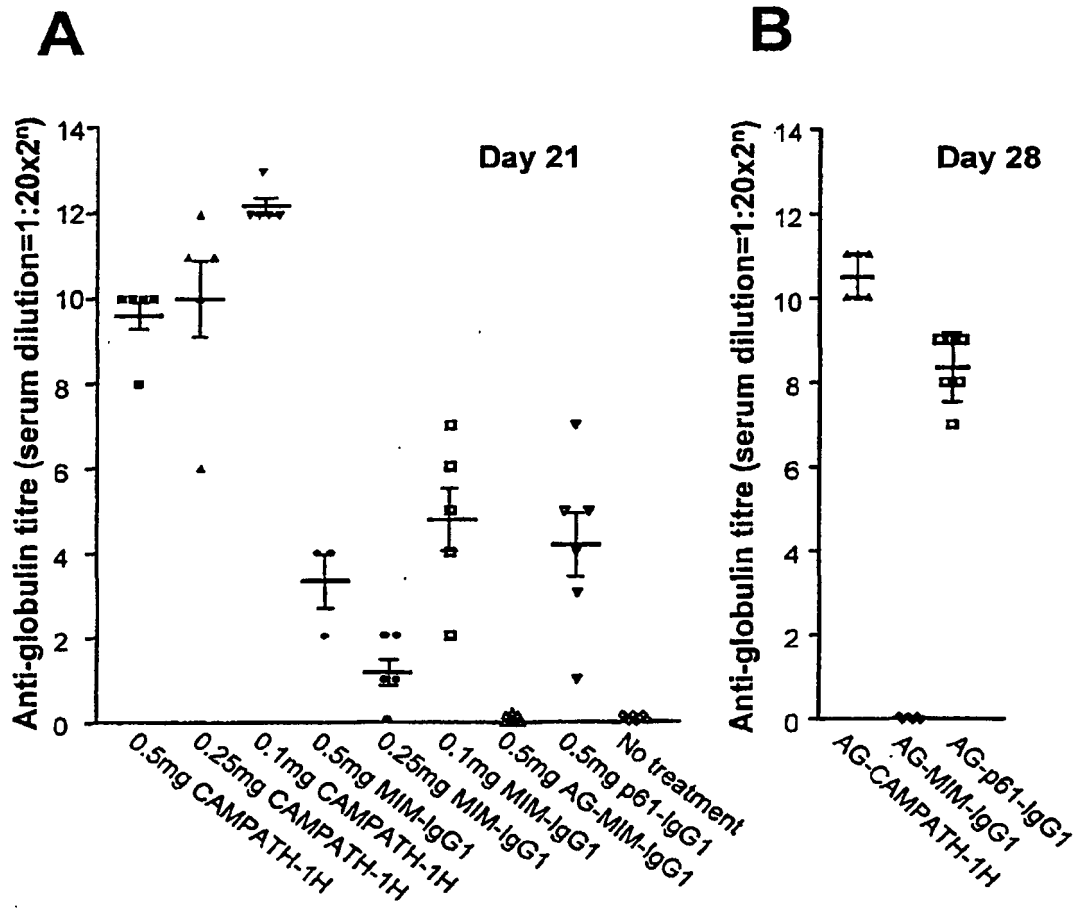 A
B
Anti-globulin titre (serum dilution=1:20x2ⁿ)
14
12
10
8
6
4
2
0
Day 21
0.5mg CAMPATH-1H
0.25mg CAMPATH-1H
0.1mg CAMPATH-1H
0.5mg MIM-IgG1
0.25mg MIM-IgG1
0.1mg MIM-IgG1
0.5mg AG-MIM-IgG1
0.5mg p61-IgG1
No treatment
Anti-globulin titre (serum dilution=1:20x2ⁿ)
14
12
10
8
6
4
2
0
Day 28
AG-CAMPATH-1H
AG-MIM-IgG1
AG-p61-IgG1